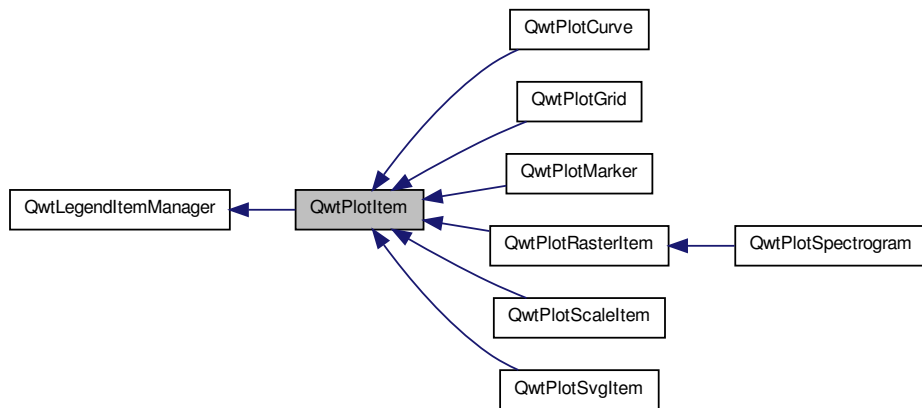 QwtPlotCurve
QwtPlotGrid
QwtPlotMarker
QwtLegendItemManager
QwtPlotItem
QwtPlotRasterItem
QwtPlotSpectrogram
QwtPlotScaleItem
QwtPlotSvgItem